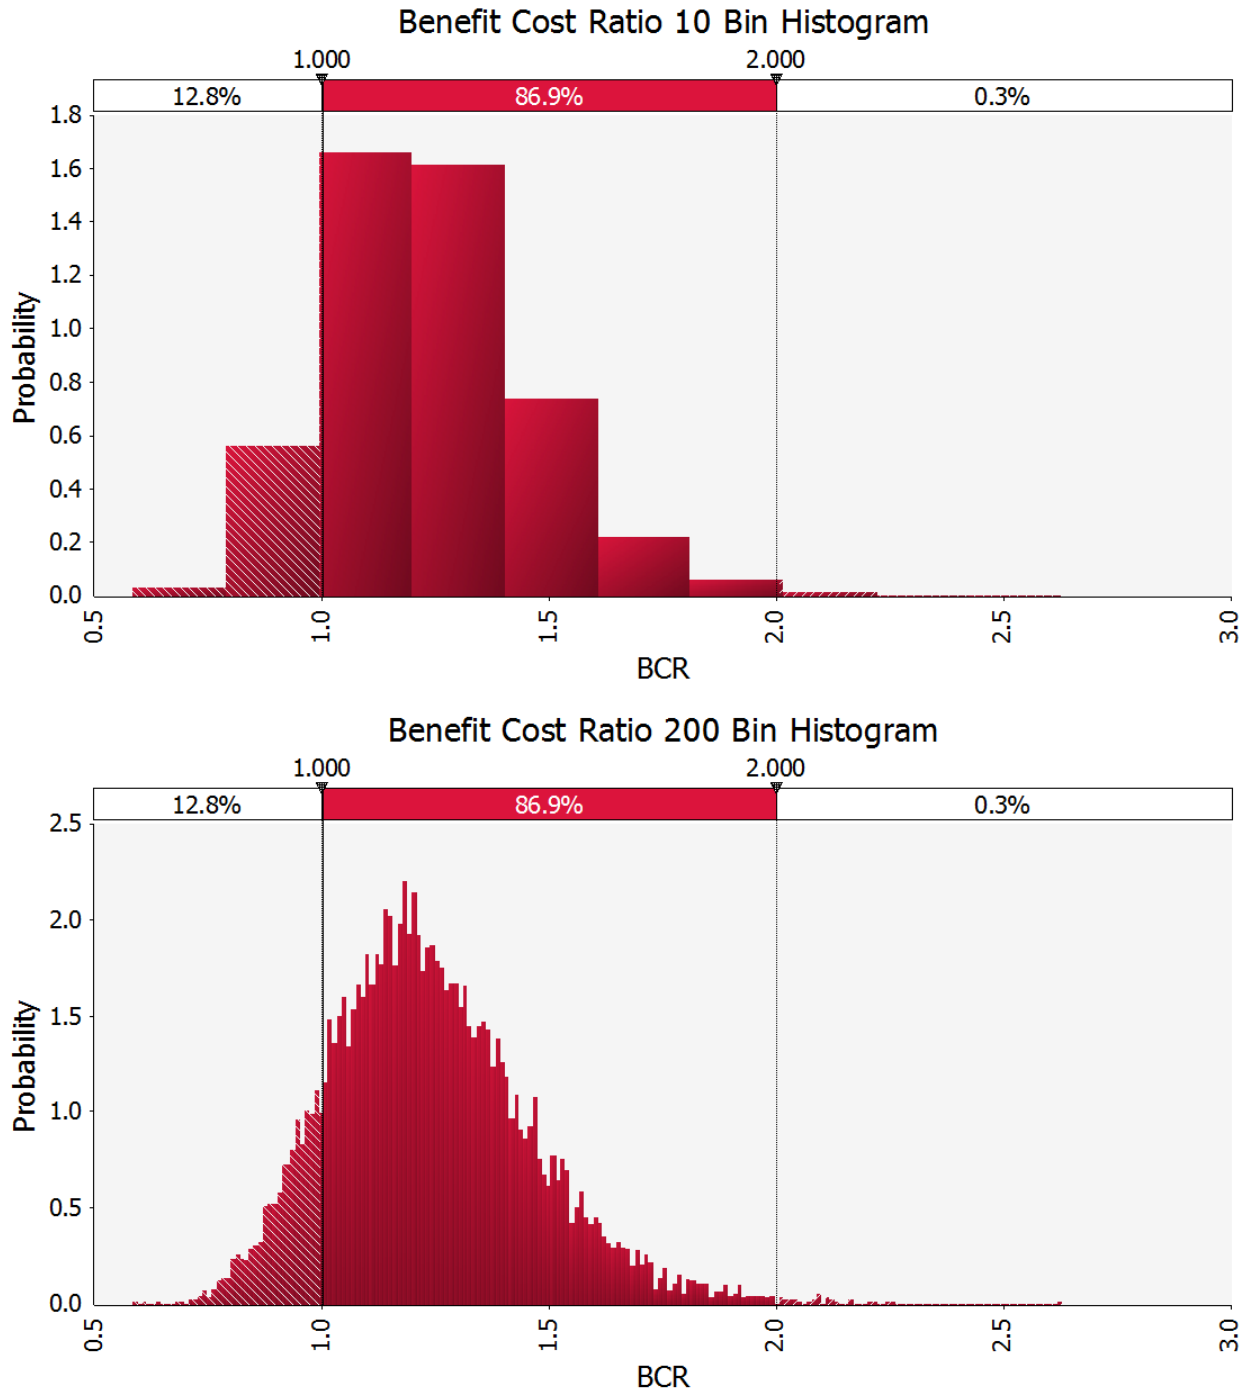 Benefit Cost Ratio 10 Bin Histogram
1.000 2.000
12.8% 86.9% 0.3%
1.8
1.6
1.4
1.2
1.0
0.8
0.6
0.4
0.2
0.0
Probability
0.5 1.0 1.5 2.0 2.5 3.0
BCR
Benefit Cost Ratio 200 Bin Histogram
1.000 2.000
12.8% 86.9% 0.3%
2.5
2.0
1.5
1.0
0.5
0.0
Probability
0.5 1.0 1.5 2.0 2.5 3.0
BCR